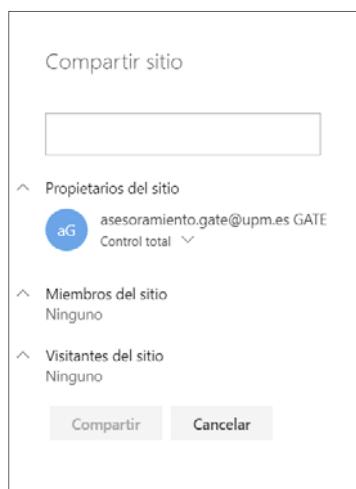 Compartir sitio
Propietarios del sitio
aG
asesoramiento.gate@upm.es GATE
Control total
Miembros del sitio
Ninguno
Visitantes del sitio
Ninguno
Compartir
Cancelar